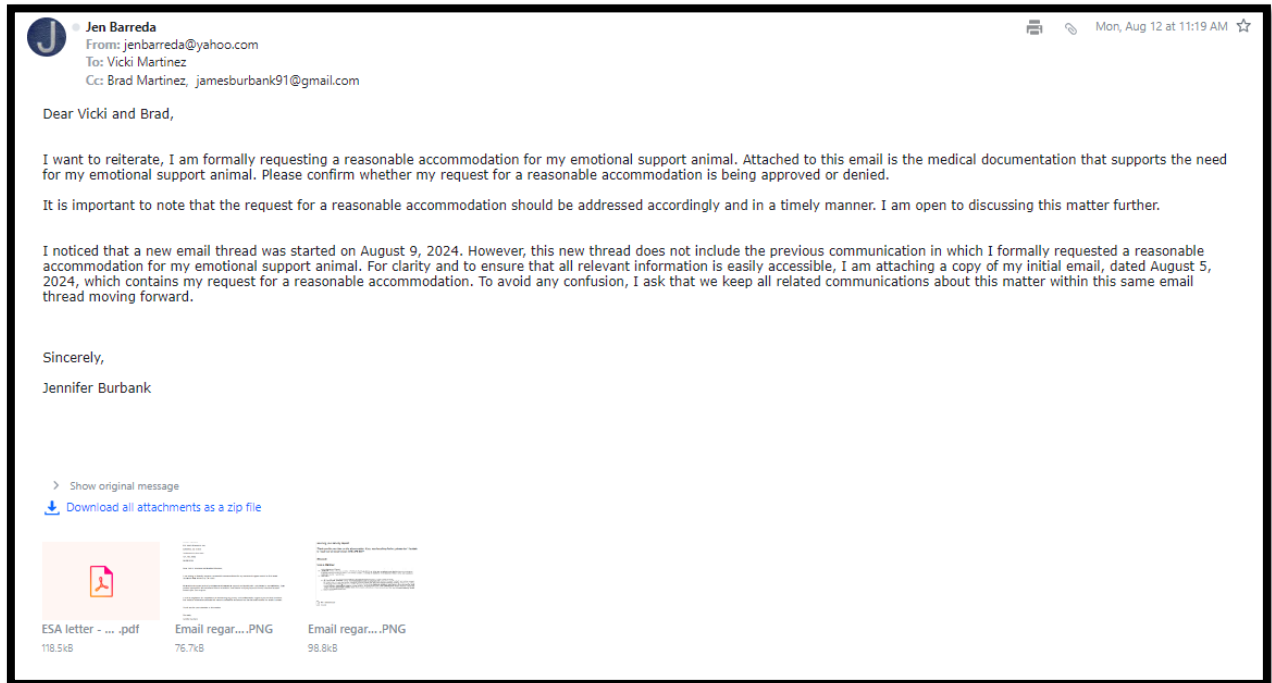 J
Jen Barreda
Mon, Aug 12 at 11:19 AM
From: jenbarreda@yahoo.com
To: Vicki Martinez
Cc: Brad Martinez, jamesburbank91@gmail.com
Dear Vicki and Brad,
I want to reiterate, I am formally requesting a reasonable accommodation for my emotional support animal. Attached to this email is the medical documentation that supports the need
for my emotional support animal. Please confirm whether my request for a reasonable accommodation is being approved or denied.
It is important to note that the request for a reasonable accommodation should be addressed accordingly and in a timely manner. I am open to discussing this matter further.
I noticed that a new email thread was started on August 9, 2024. However, this new thread does not include the previous communication in which I formally requested a reasonable
accommodation for my emotional support animal. For clarity and to ensure that all relevant information is easily accessible, I am attaching a copy of my initial email, dated August 5,
2024, which contains my request for a reasonable accommodation. To avoid any confusion, I ask that we keep all related communications about this matter within this same email
thread moving forward.
Sincerely,
Jennifer Burbank
Show original message
Download all attachments as a zip file
ESA letter - ... .pdf
Email regar....PNG
Email regar....PNG
118.5kB
76.7kB
98.8kB